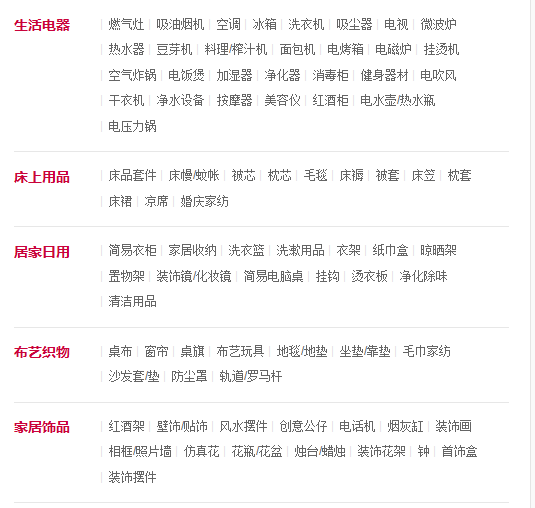 生活电器 燃气灶 吸油烟机 空调 冰箱 洗衣机 吸尘器 电视 微波炉
热水器 豆芽机 料理/榨汁机 面包机 电烤箱 电磁炉 挂烫机
空气炸锅 电饭煲 加湿器 净化器 消毒柜 健身器材 电吹风
干衣机 净水设备 按摩器 美容仪 红酒柜 电水壶/热水瓶
电压力锅
床上用品 床品套件 床幔/蚊帐 被芯 枕芯 毛毯 床褥 被套 床笠 枕套
床裙 凉席 婚庆家纺
居家日用 简易衣柜 家居收纳 洗衣篮 洗漱用品 衣架 纸巾盒 晾晒架
置物架 装饰镜/化妆镜 简易电脑桌 挂钩 烫衣板 净化除味
清洁用品
布艺织物 桌布 窗帘 桌旗 布艺玩具 地毯/地垫 坐垫/靠垫 毛巾家纺
沙发套/垫 防尘罩 轨道/罗马杆
家居饰品 红酒架 壁饰/贴饰 风水摆件 创意公仔 电话机 烟灰缸 装饰画
相框/照片墙 仿真花 花瓶/花盆 烛台/蜡烛 装饰花架 钟 首饰盒
装饰摆件